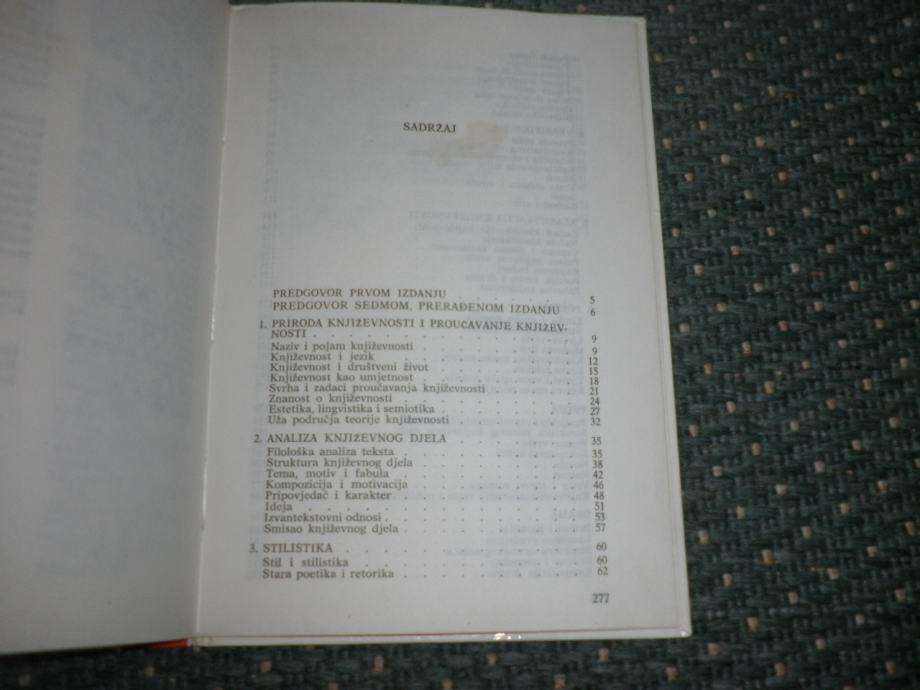 SADRŽAJ
PREDGOVOR PRVOM IZDANJU . . . . . . . . 5
PREDGOVOR SEDMOM, PRERAĐENOM IZDANJU 6
1. PRIRODA KNJIŽEVNOSTI I PROUČAVANJE KNJIŽEV-
NOSTI . . . . . . . . . . . . . . 9
Naziv i pojam književnosti . . . . . . . . 9
Književnost i jezik . . . . . . . . . . 12
Književnost i društveni život . . . . . . . . 15
Književnost kao umjetnost . . . . . . . . 18
Svrha i zadaci proučavanja književnosti . . . . . 21
Znanost o književnosti . . . . . . . . . 24
Estetika, lingvistika i semiotika . . . . . . . 27
Uža područja teorije književnosti . . . . . . 32
2. ANALIZA KNJIŽEVNOG DJELA . . . . . . . 35
Filološka analiza teksta . . . . . . . . . 35
Struktura književnog djela . . . . . . . . 38
Tema, motiv i fabula . . . . . . . . . 42
Kompozicija i motivacija . . . . . . . . 46
Pripovjedač i karakter . . . . . . . . . 48
Ideja . . . . . . . . . . . . . . 51
Izvantekstovni odnosi . . . . . . . . . 53
Smisao književnog djela . . . . . . . . 57
3. STILISTIKA . . . . . . . . . . . . 60
Stil i stilistika . . . . . . . . . . . 60
Stara poetika i retorika . . . . . . . . . 62
277